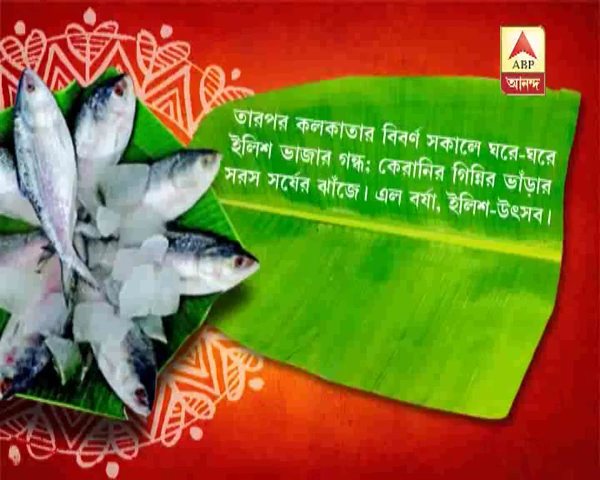 ABP
আনন্দ
তারপর কলকাতার বিবর্ণ সকালে ঘরে-ঘরে
ইলিশ ভাজার গন্ধ; কেরানির গিন্নির ভাঁড়ার
সরস সর্ষের ঝাঁজে। এল বর্ষা, ইলিশ-উৎসব।